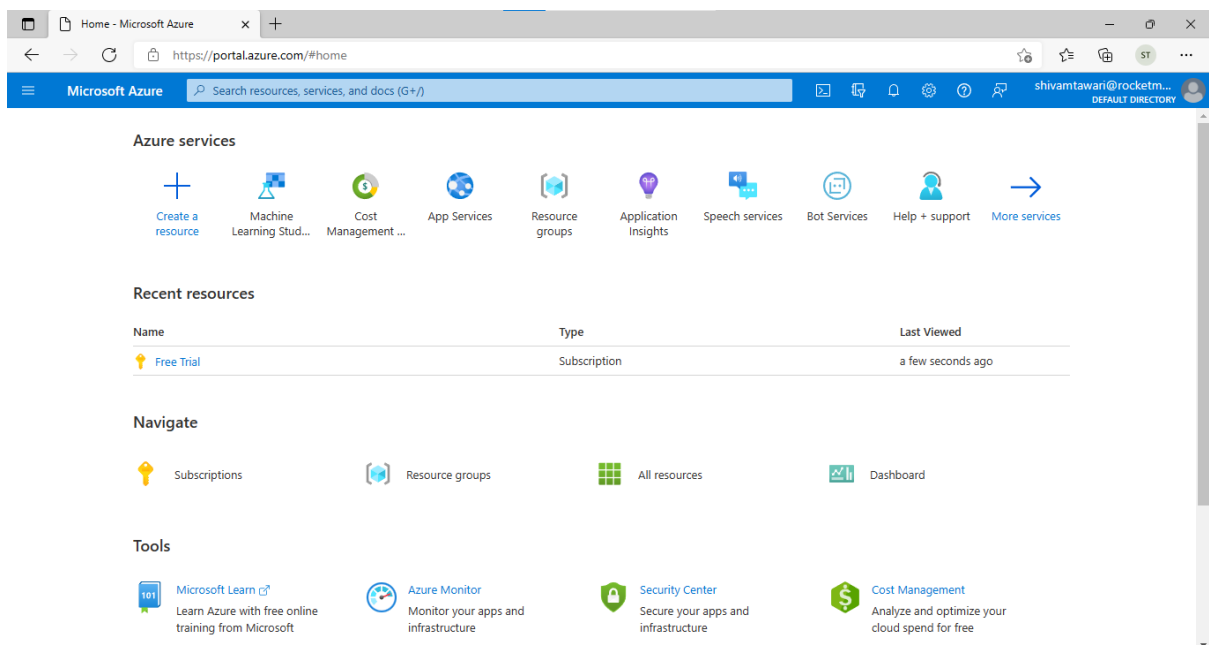 Home - Microsoft Azure
https://portal.azure.com/#home
ST
Microsoft Azure
Search resources, services, and docs (G+/)
shivamtawari@rocketm...
DEFAULT DIRECTORY
Azure services
Create a
resource
Machine
Learning Stud...
Cost
Management ...
App Services
Resource
groups
Application
Insights
Speech services
Bot Services
Help + support
More services
Recent resources
Name Type Last Viewed
Free Trial Subscription a few seconds ago
Navigate
Subscriptions
Resource groups
All resources
Dashboard
Tools
101
Microsoft Learn
Learn Azure with free online
training from Microsoft
Azure Monitor
Monitor your apps and
infrastructure
Security Center
Secure your apps and
infrastructure
Cost Management
Analyze and optimize your
cloud spend for free